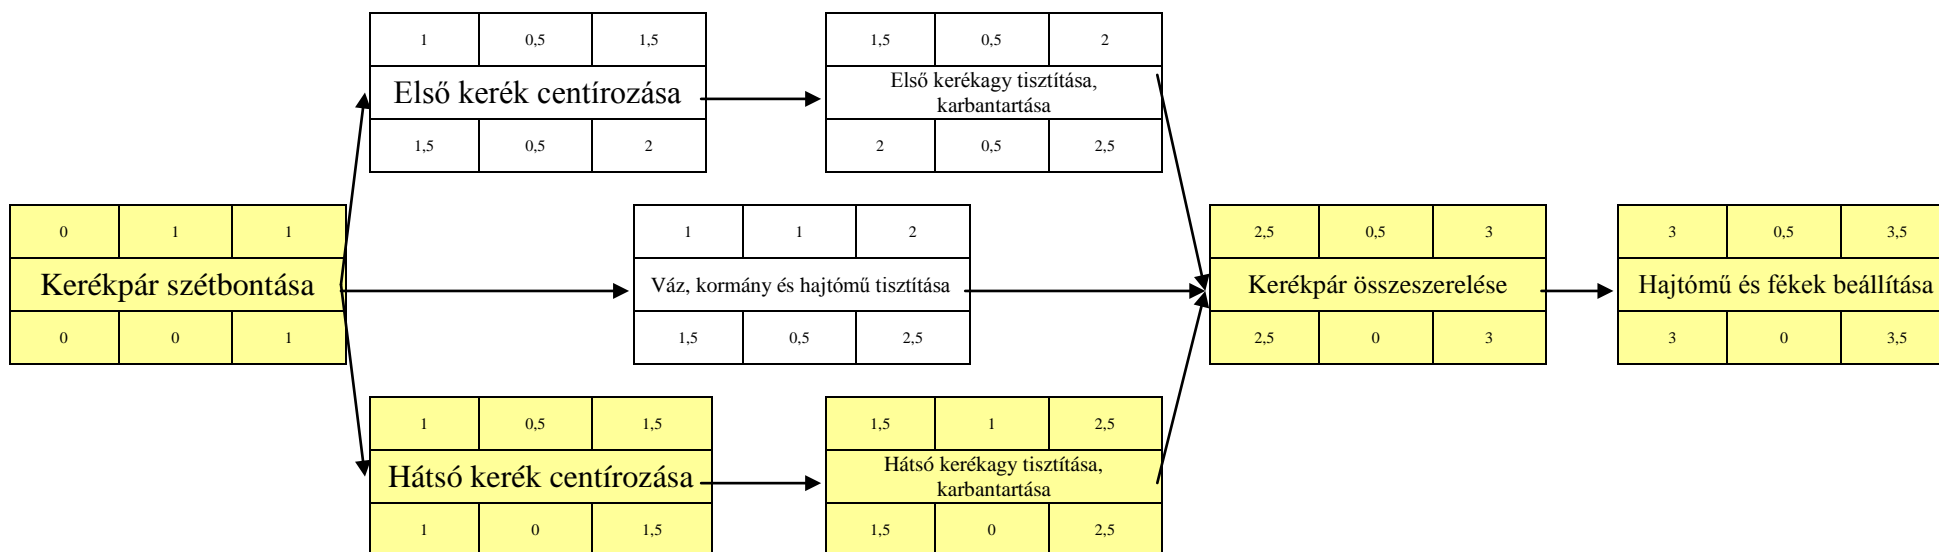 1 0,5 1,5
Első kerék centírozása
1,5 0,5 2
1,5 0,5 2
Első kerékagy tisztítása,
karbantartása
2 0,5 2,5
0 1 1
Kerékpár szétbontása
0 0 1
1 1 2
Váz, kormány és hajtómű tisztítása
1,5 0,5 2,5
2,5 0,5 3
Kerékpár összeszerelése
2,5 0 3
3 0,5 3,5
Hajtómű és fékek beállítása
3 0 3,5
1 0,5 1,5
Hátsó kerék centírozása
1 0 1,5
1,5 1 2,5
Hátsó kerékagy tisztítása,
karbantartása
1,5 0 2,5